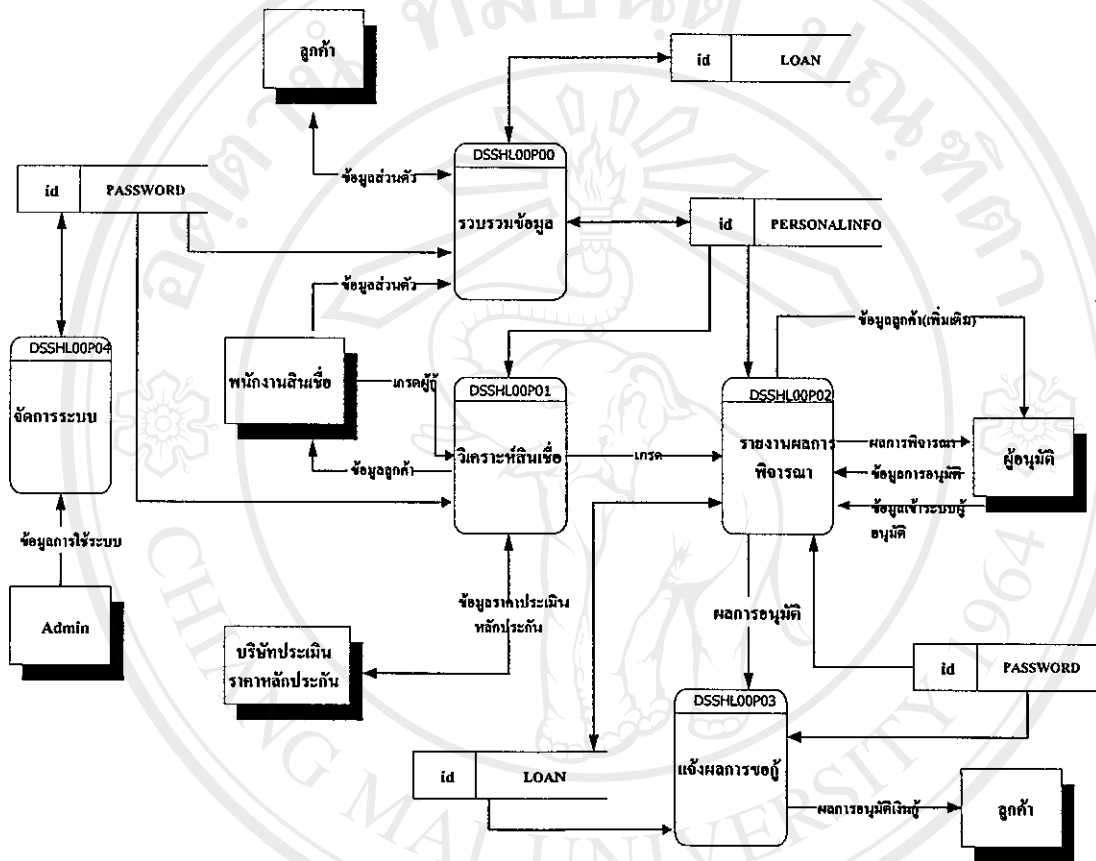 ลูกค้า
id LOAN
DSSHL00P00
ข้อมูลส่วนตัว
id PASSWORD
รวบรวมข้อมูล
id PERSONALINFO
ข้อมูลส่วนตัว
ข้อมูลลูกค้า(เพิ่มเติม)
DSSHL00P04
จัดการระบบ
พนักงานสินเชื่อ
เกรดผู้กู้
DSSHL00P01
วิเคราะห์สินเชื่อ
ข้อมูลลูกค้า
เกรด
DSSHL00P02
รายงานผลการ
พิจารณา
ผลการพิจารณา
ข้อมูลการอนุมัติ
ข้อมูลเข้าระบบผู้
อนุมัติ
ผู้อนุมัติ
ข้อมูลการใช้ระบบ
Admin
ข้อมูลราคาประเมิน
หลักประกัน
ผลการอนุมัติ
บริษัทประเมิน
ราคาหลักประกัน
id PASSWORD
DSSHL00P03
แจ้งผลการขอกู้
id LOAN
ผลการอนุมัติเงินกู้
ลูกค้า
CHIANG MAI UNIVERSITY 1964